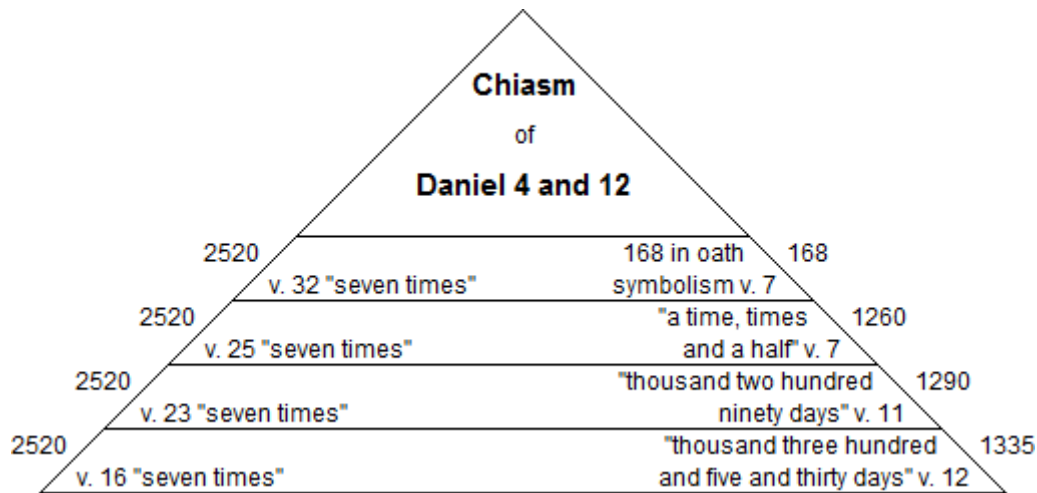 Chiasm
of
Daniel 4 and 12
2520 168 in oath 168
v. 32 "seven times" symbolism v. 7
2520 "a time, times 1260
v. 25 "seven times" and a half" v. 7
2520 "thousand two hundred 1290
v. 23 "seven times" ninety days" v. 11
2520 "thousand three hundred 1335
v. 16 "seven times" and five and thirty days" v. 12